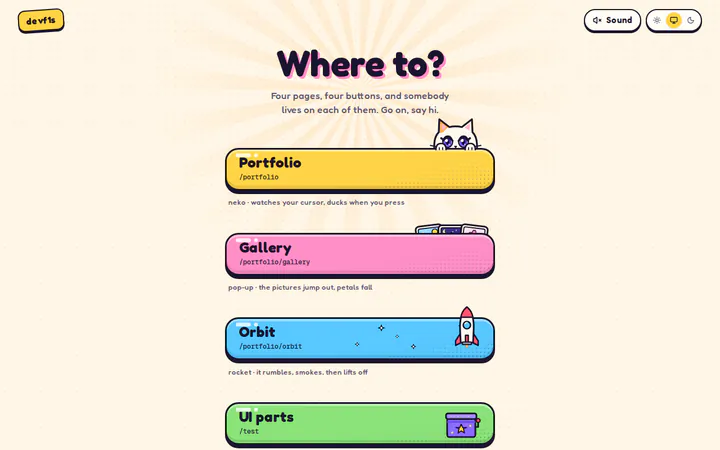 devf1s
Sound
Where to?
Four pages, four buttons, and somebody
lives on each of them. Go on, say hi.
Portfolio
/portfolio
neko · watches your cursor, ducks when you press
Gallery
/portfolio/gallery
pop-up · the pictures jump out, petals fall
Orbit
/portfolio/orbit
rocket · it rumbles, smokes, then lifts off
UI parts
/test